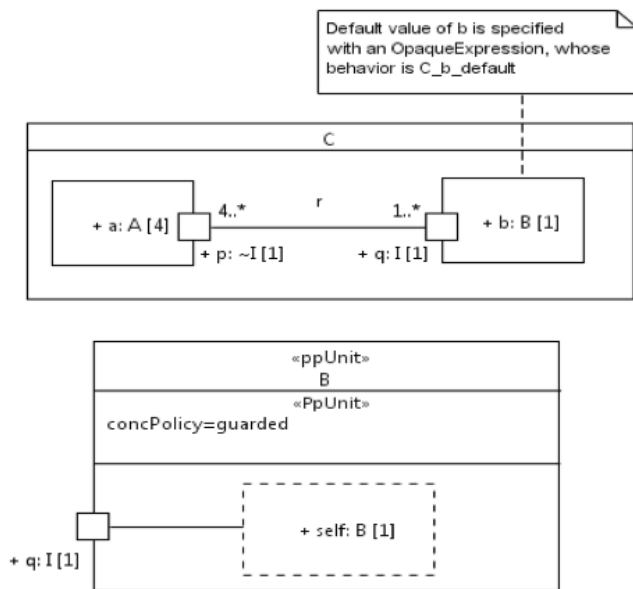 Default value of b is specified
with an OpaqueExpression, whose
behavior is C_b_default
C
+ a: A [4]
4..*
r
1..*
+ b: B [1]
+ p: ~I [1]
+ q: I [1]
«ppUnit»
B
«PpUnit»
concPolicy=guarded
+ self: B [1]
+ q: I [1]